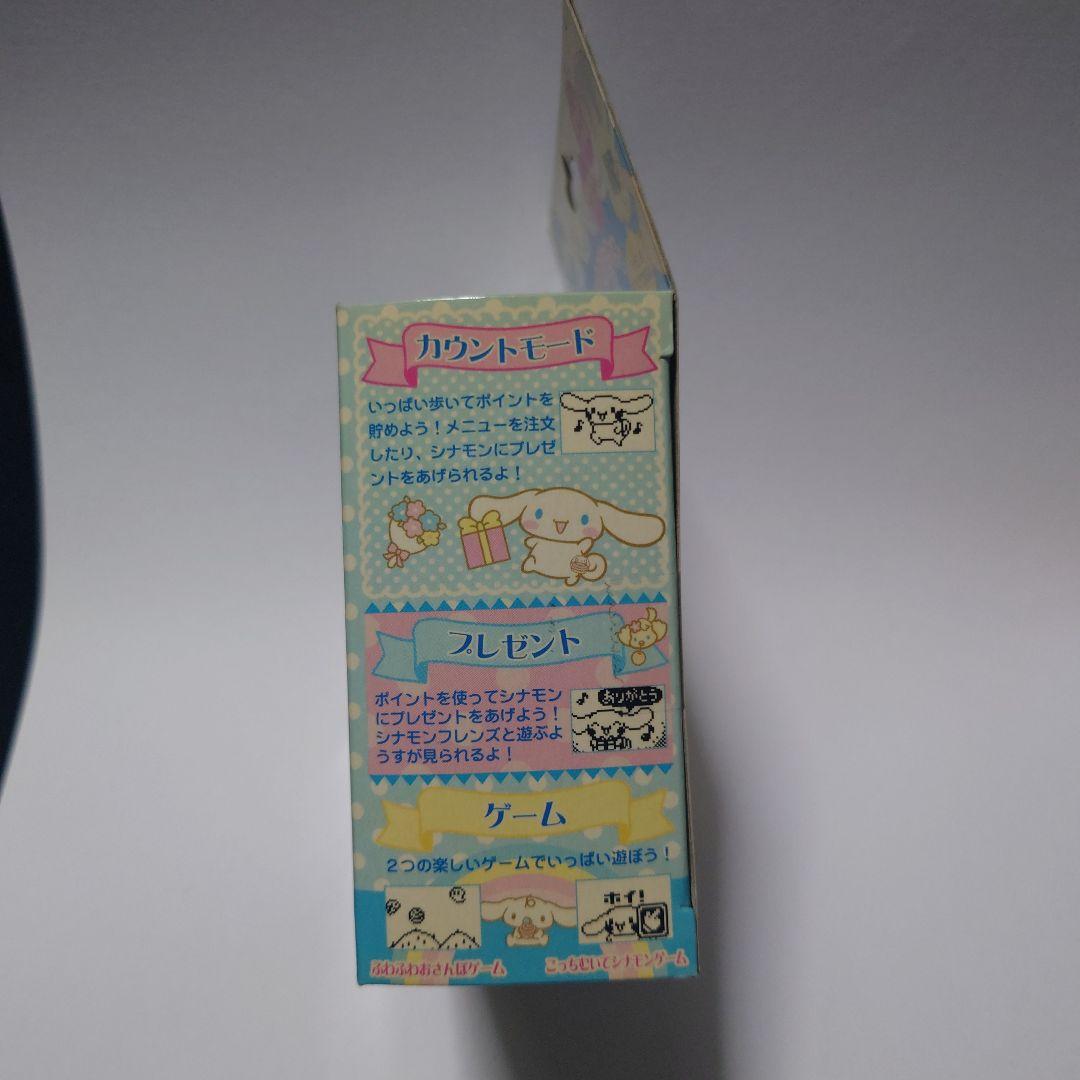 カウントモード
いっぱい歩いてポイントを
貯めよう！メニューを注文
したり、シナモンにプレゼ
ントをあげられるよ！
プレゼント
ポイントを使ってシナモン
にプレゼントをあげよう！
シナモンフレンズと遊ぶよ
うすが見られるよ！
ありがとう
ゲーム
2つの楽しいゲームでいっぱい遊ぼう！
ホイ！
ふわふわおさんぽゲーム
こっちむいてシナモンゲーム